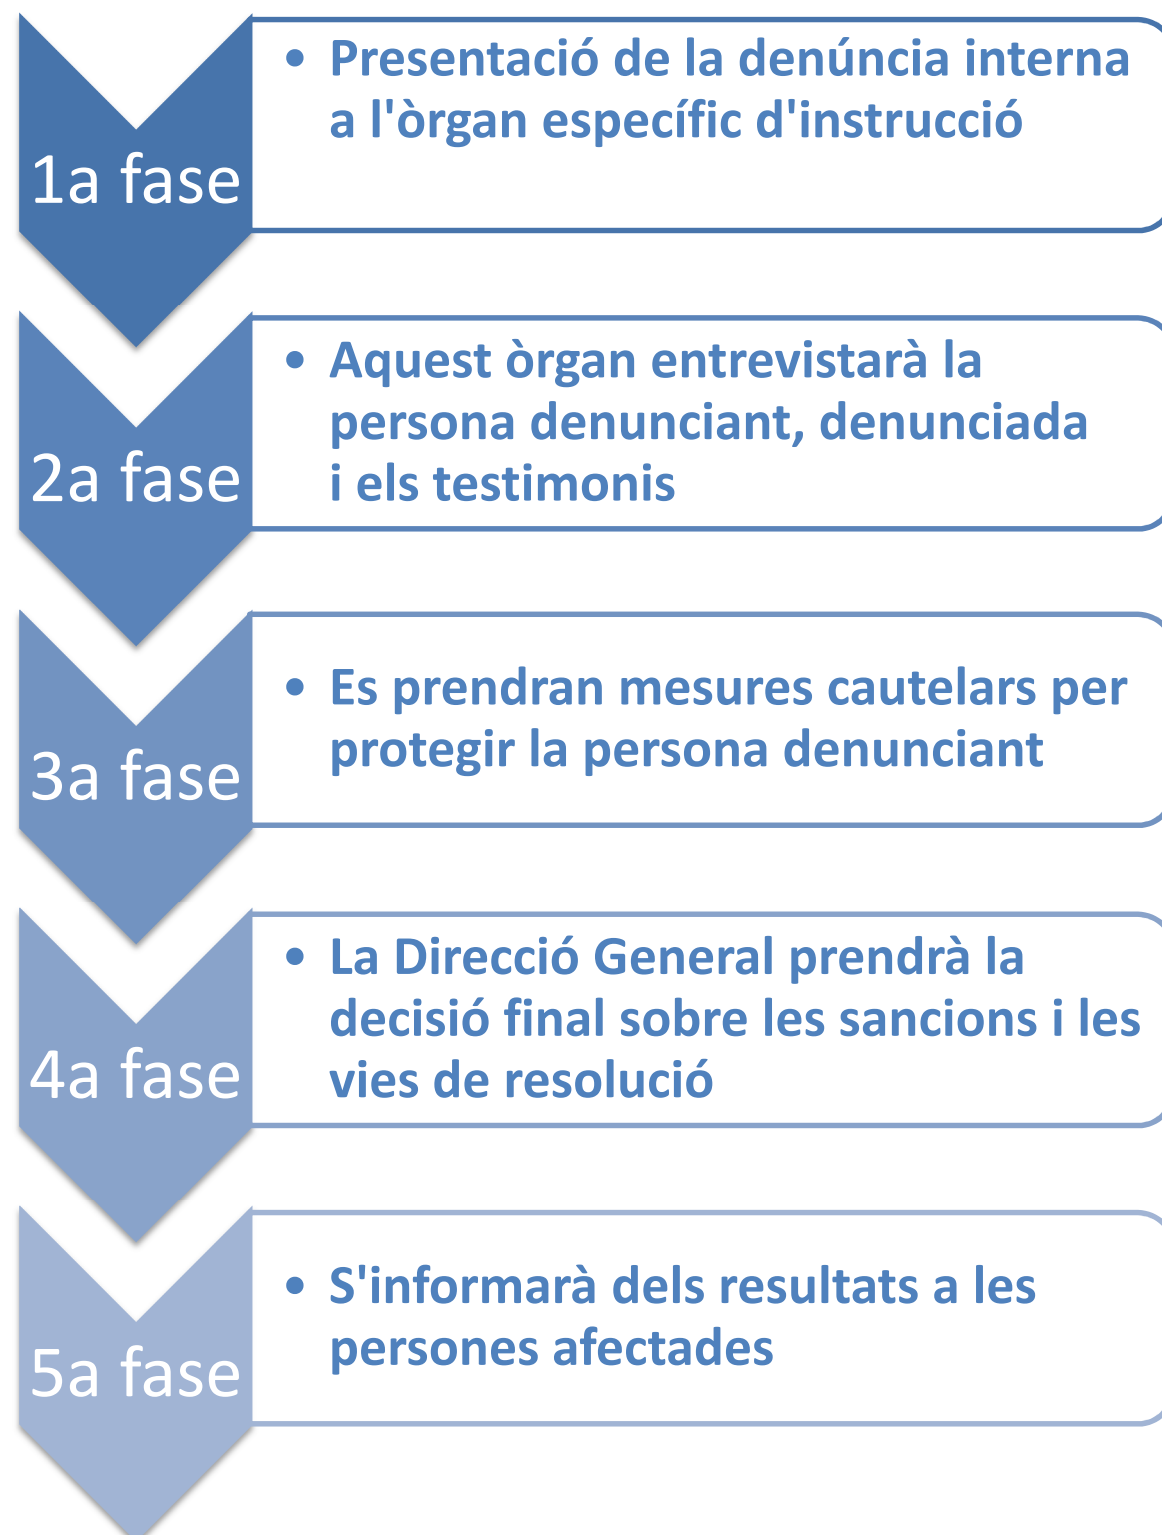 1a fase
• Presentació de la denúncia interna
a l'òrgan específic d'instrucció
2a fase
• Aquest òrgan entrevistarà la
persona denunciant, denunciada
i els testimonis
3a fase
• Es prendran mesures cautelars per
protegir la persona denunciant
4a fase
• La Direcció General prendrà la
decisió final sobre les sancions i les
vies de resolució
5a fase
• S'informarà dels resultats a les
persones afectades